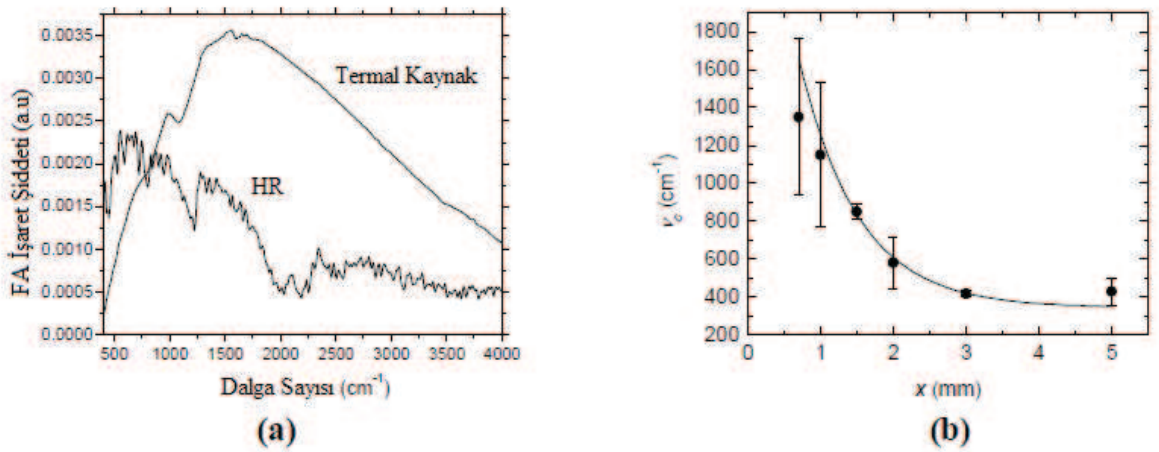 FA İşaret Şiddeti (a.u)
0.0035
0.0030
0.0025
0.0020
0.0015
0.0010
0.0005
0.0000
Termal Kaynak
HR
500 1000 1500 2000 2500 3000 3500 4000
Dalga Sayısı (cm⁻¹)
(a)
νc (cm⁻¹)
1800
1600
1400
1200
1000
800
600
400
200
0 1 2 3 4 5
x (mm)
(b)